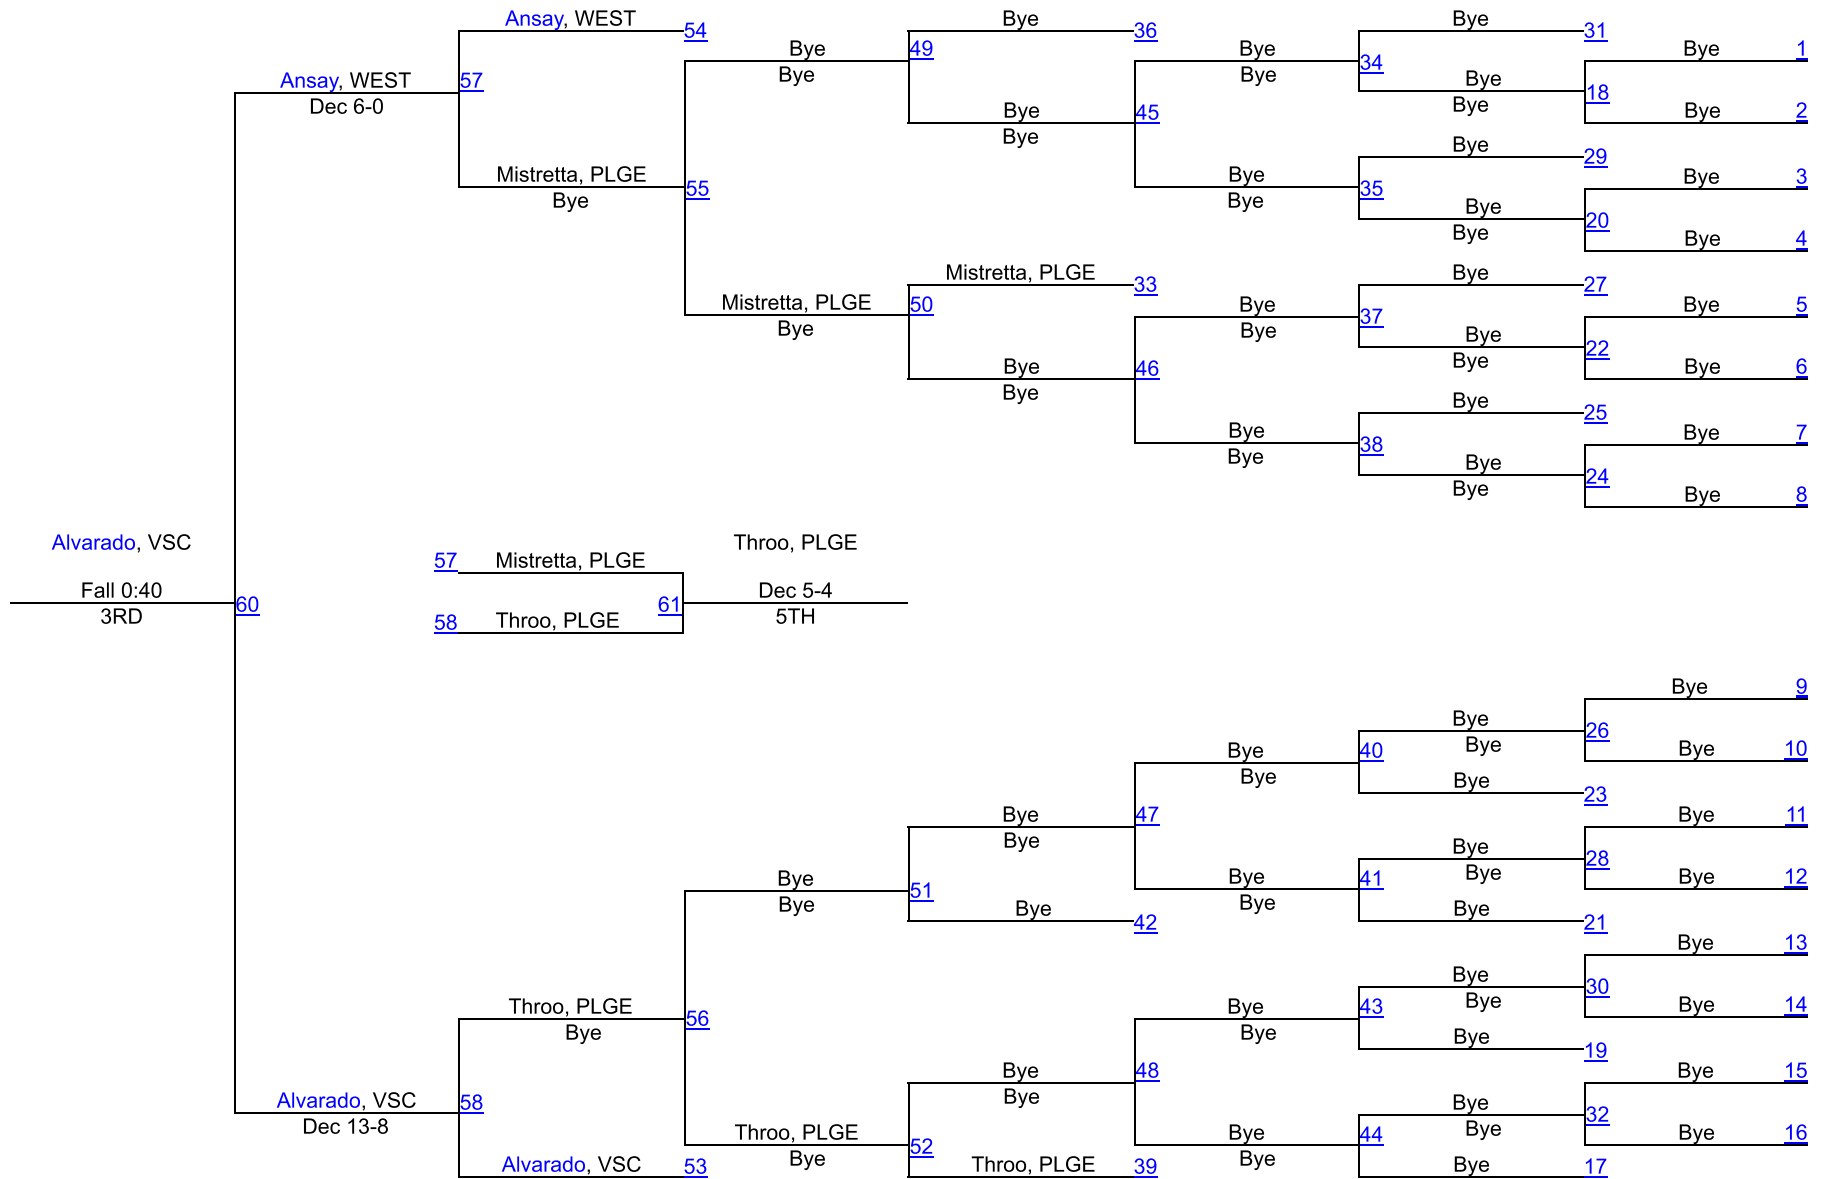 Ansay, WEST
54
Bye
36
Bye
31
Bye
49
Bye
34
Bye
1
Ansay, WEST
57
Bye
Bye
Bye
18
Dec 6-0
Bye
45
Bye
Bye
2
Bye
Bye
29
Mistretta, PLGE
55
Bye
35
Bye
3
Bye
Bye
Bye
20
Bye
Bye
4
Mistretta, PLGE
33
Bye
27
Mistretta, PLGE
50
Bye
37
Bye
5
Bye
Bye
Bye
22
Bye
46
Bye
Bye
6
Bye
Bye
25
Bye
38
Bye
7
Bye
Bye
24
Bye
Bye
8
Alvarado, VSC
Throo, PLGE
57
Mistretta, PLGE
Fall 0:40
60
61
Dec 5-4
3RD
58
Throo, PLGE
5TH
Bye
9
Bye
26
Bye
40
Bye
Bye
10
Bye
Bye
23
Bye
47
Bye
11
Bye
Bye
28
Bye
51
Bye
41
Bye
Bye
12
Bye
Bye
42
Bye
Bye
21
Bye
13
Bye
30
Throo, PLGE
56
Bye
43
Bye
Bye
14
Bye
Bye
Bye
19
Bye
48
Bye
15
Alvarado, VSC
58
Bye
Bye
32
Dec 13-8
Throo, PLGE
52
Bye
44
Bye
Bye
16
Bye
Bye
Alvarado, VSC
53
Throo, PLGE
39
Bye
17